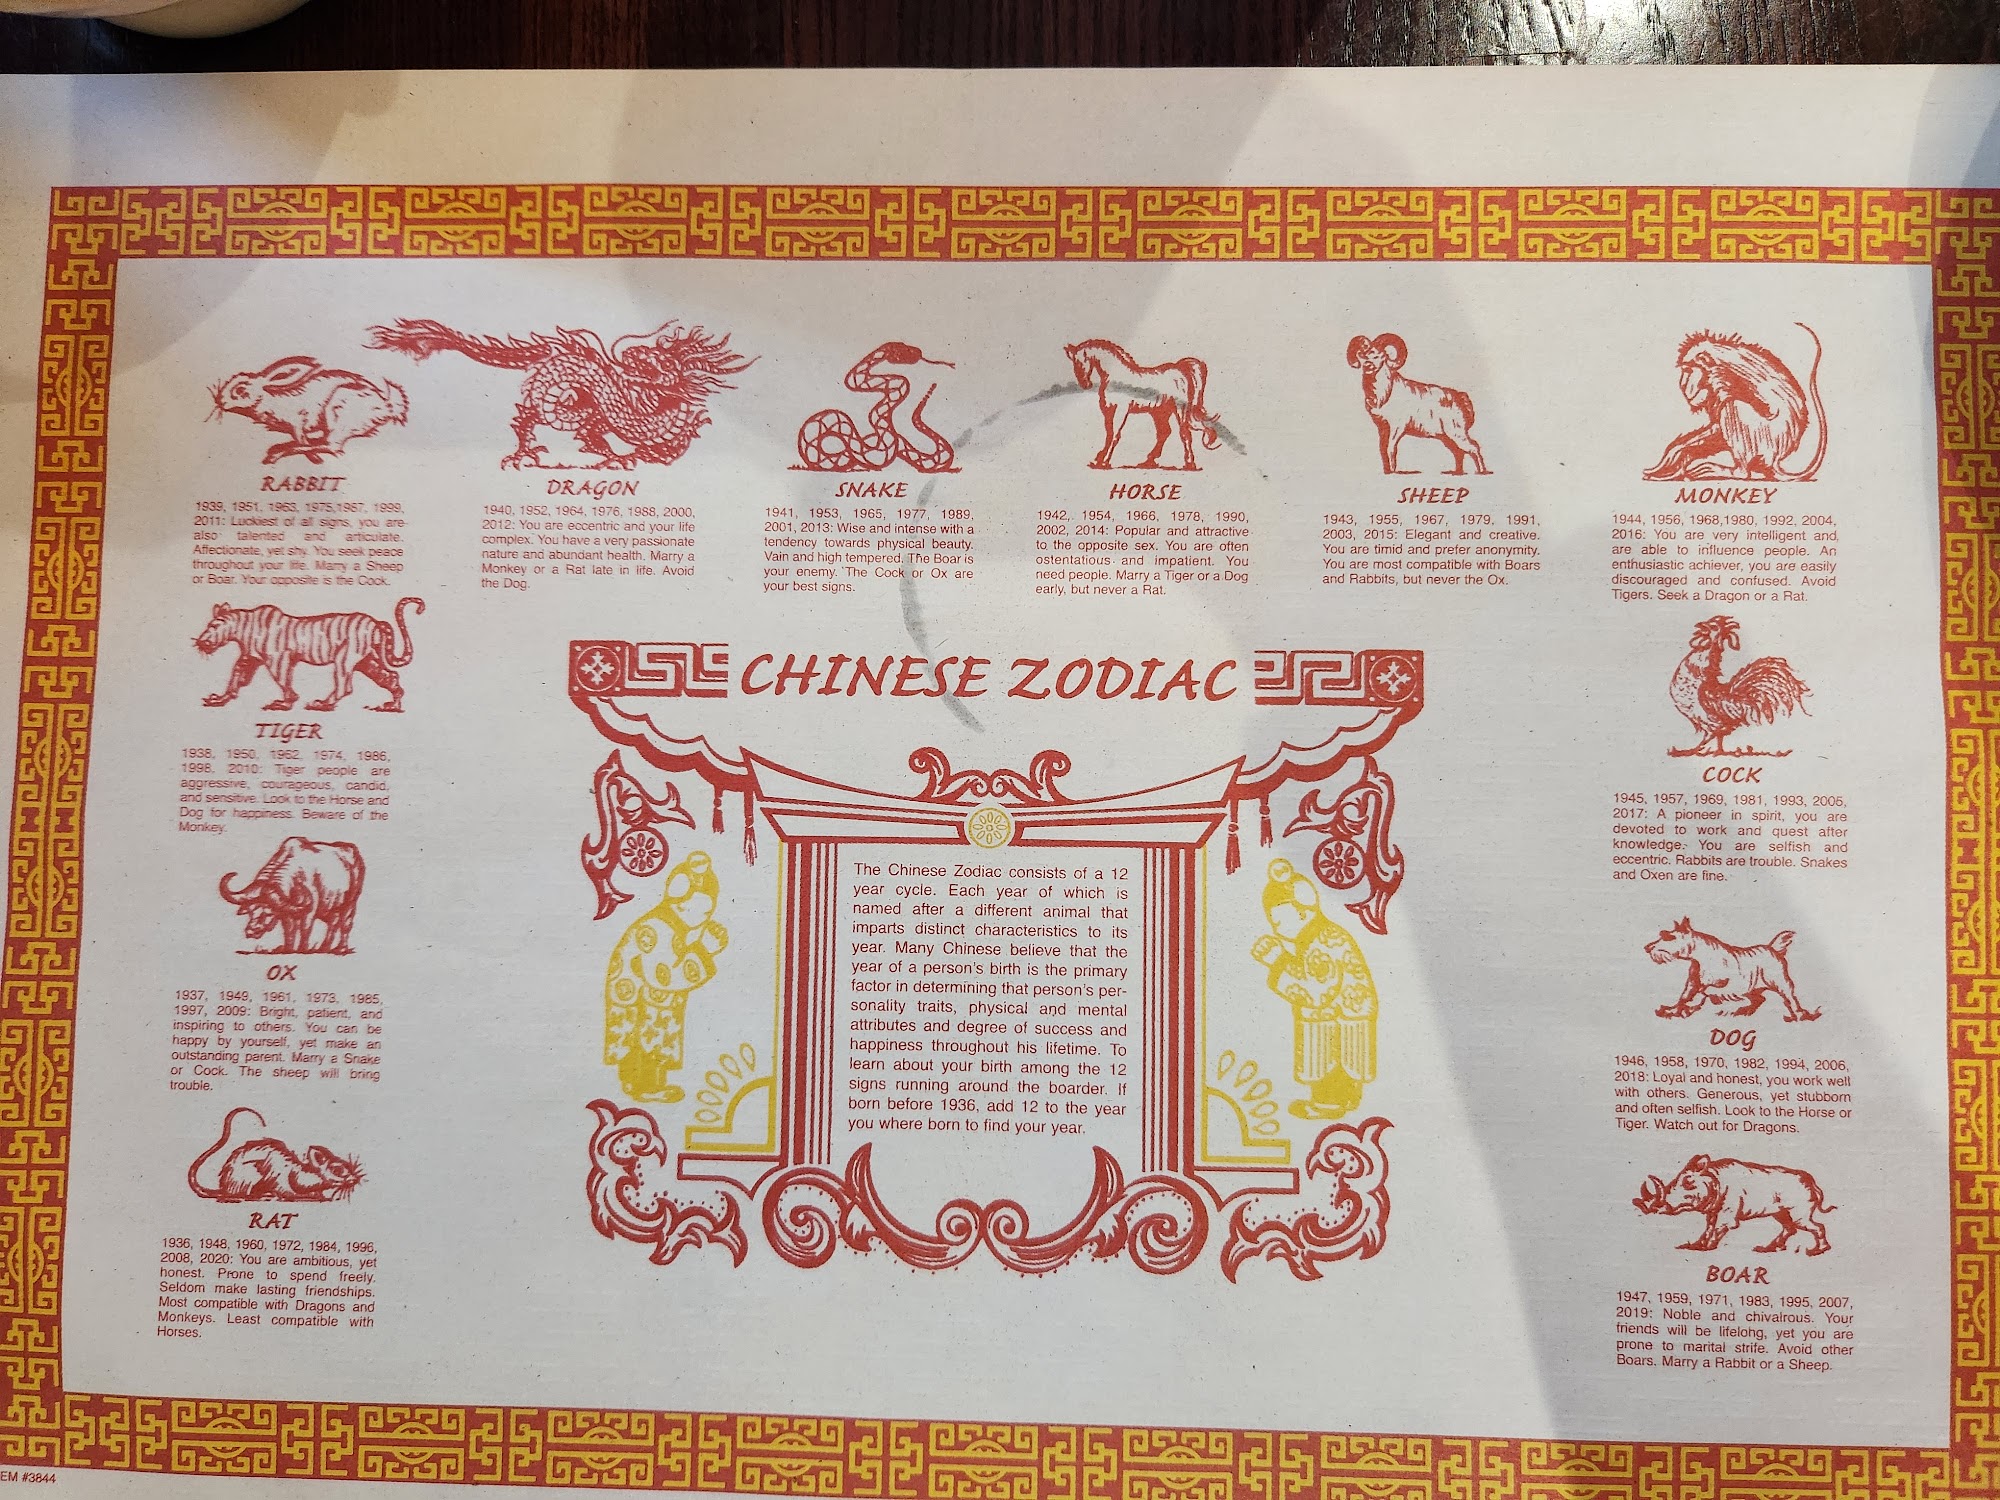 RABBIT
1939, 1951, 1963, 1975,1987, 1999,
2011: Luckiest of all signs, you are
also talented and articulate.
Affectionate, yet shy. You seek peace
throughout your life. Marry a Sheep
or Boar. Your opposite is the Cock.
DRAGON
1940, 1952, 1964, 1976, 1988, 2000,
2012: You are eccentric and your life
complex. You have a very passionate
nature and abundant health. Marry a
Monkey or a Rat late in life. Avoid
the Dog.
SNAKE
1941, 1953, 1965, 1977, 1989,
2001, 2013: Wise and intense with a
tendency towards physical beauty.
Vain and high tempered. The Boar is
your enemy. The Cock or Ox are
your best signs.
HORSE
1942, 1954, 1966, 1978, 1990,
2002, 2014: Popular and attractive
to the opposite sex. You are often
ostentatious and impatient. You
need people. Marry a Tiger or a Dog
early, but never a Rat.
SHEEP
1943, 1955, 1967, 1979, 1991,
2003, 2015: Elegant and creative.
You are timid and prefer anonymity.
You are most compatible with Boars
and Rabbits, but never the Ox.
MONKEY
1944, 1956, 1968,1980, 1992, 2004,
2016: You are very intelligent and
are able to influence people. An
enthusiastic achiever, you are easily
discouraged and confused. Avoid
Tigers. Seek a Dragon or a Rat.
TIGER
1938, 1950, 1962, 1974, 1986,
1998, 2010: Tiger people are
aggressive, courageous, candid,
and sensitive. Look to the Horse and
Dog for happiness. Beware of the
Monkey.
OX
1937, 1949, 1961, 1973, 1985,
1997, 2009: Bright, patient, and
inspiring to others. You can be
happy by yourself, yet make an
outstanding parent. Marry a Snake
or Cock. The sheep will bring
trouble.
RAT
1936, 1948, 1960, 1972, 1984, 1996,
2008, 2020: You are ambitious, yet
honest. Prone to spend freely.
Seldom make lasting friendships.
Most compatible with Dragons and
Monkeys. Least compatible with
Horses.
CHINESE ZODIAC
The Chinese Zodiac consists of a 12
year cycle. Each year of which is
named after a different animal that
imparts distinct characteristics to its
year. Many Chinese believe that the
year of a person's birth is the primary
factor in determining that person's per-
sonality traits, physical and mental
attributes and degree of success and
happiness throughout his lifetime. To
learn about your birth among the 12
signs running around the boarder. If
born before 1936, add 12 to the year
you where born to find your year.
COCK
1945, 1957, 1969, 1981, 1993, 2005,
2017: A pioneer in spirit, you are
devoted to work and quest after
knowledge. You are selfish and
eccentric. Rabbits are trouble. Snakes
and Oxen are fine.
DOG
1946, 1958, 1970, 1982, 1994, 2006,
2018: Loyal and honest, you work well
with others. Generous, yet stubborn
and often selfish. Look to the Horse or
Tiger. Watch out for Dragons.
BOAR
1947, 1959, 1971, 1983, 1995, 2007,
2019: Noble and chivalrous. Your
friends will be lifelong, yet you are
prone to marital strife. Avoid other
Boars. Marry a Rabbit or a Sheep.
EM #3844